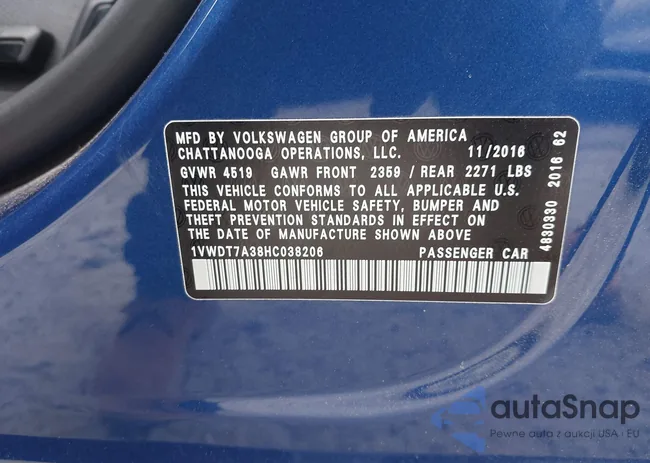 MFD BY VOLKSWAGEN GROUP OF AMERICA
CHATTANOOGA OPERATIONS, LLC. 11/2016
GVWR 4519 GAWR FRONT 2359 / REAR 2271 LBS
THIS VEHICLE CONFORMS TO ALL APPLICABLE U.S.
FEDERAL MOTOR VEHICLE SAFETY, BUMPER AND
THEFT PREVENTION STANDARDS IN EFFECT ON
THE DATE OF MANUFACTURE SHOWN ABOVE
1VWDT7A38HC038206 PASSENGER CAR
4830330 2016 62
autaSnap
Pewne auta z aukcji USA i EU